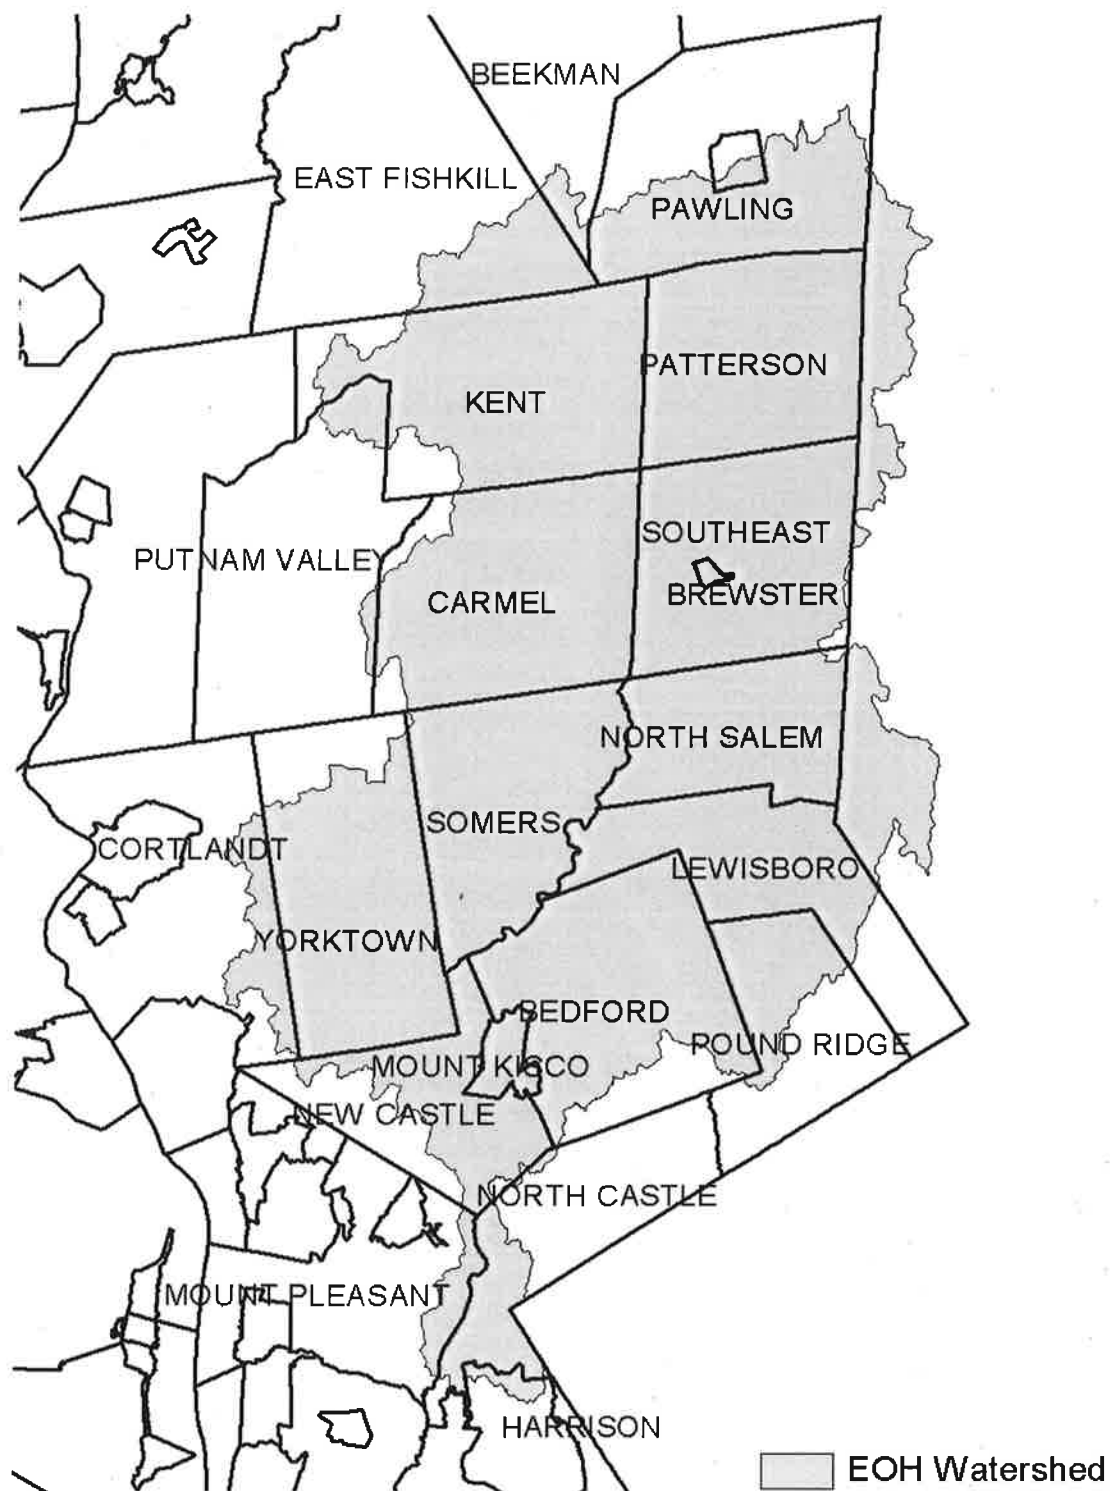 BEEKMAN
EAST FISHKILL
PAWLING
PATTERSON
KENT
SOUTHEAST
PUTNAM VALLEY
BREWSTER
CARMEL
NORTH SALEM
SOMERS
CORTLANDT
LEWISBORO
YORKTOWN
BEDFORD
POUND RIDGE
MOUNT KISCO
NEW CASTLE
NORTH CASTLE
MOUNT PLEASANT
HARRISON
EOH Watershed